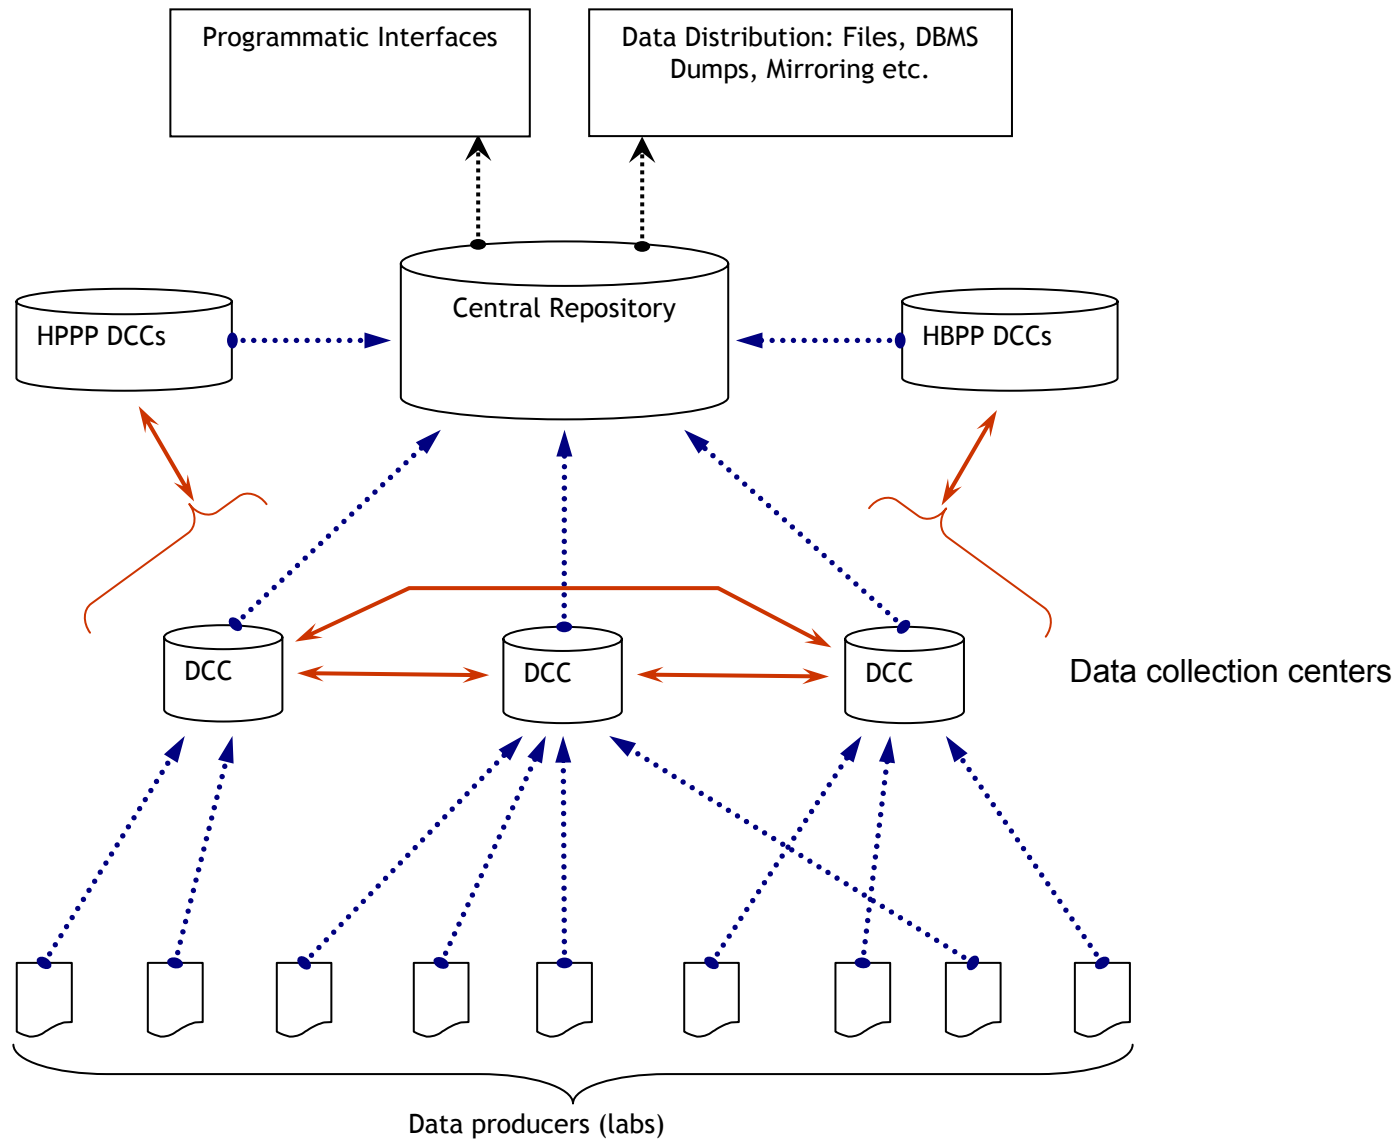 Programmatic Interfaces
Data Distribution: Files, DBMS
Dumps, Mirroring etc.
Central Repository
HPPP DCCs
HBPP DCCs
DCC
DCC
DCC
Data collection centers
Data producers (labs)